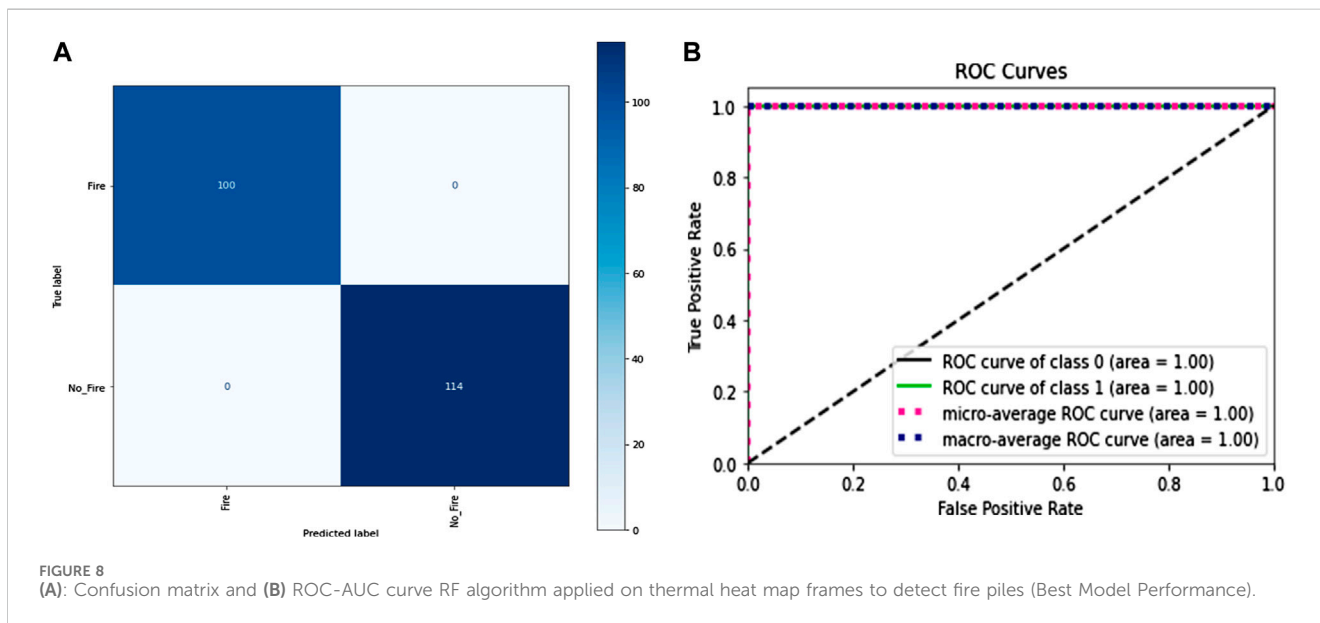 A
Fire
No_Fire
True label
100
0
0
114
Fire
No_Fire
Predicted label
100
80
60
40
20
0
B
ROC Curves
True Positive Rate
1.0
0.8
0.6
0.4
0.2
0.0
0.0 0.2 0.4 0.6 0.8 1.0
False Positive Rate
ROC curve of class 0 (area = 1.00)
ROC curve of class 1 (area = 1.00)
micro-average ROC curve (area = 1.00)
macro-average ROC curve (area = 1.00)
FIGURE 8
(A): Confusion matrix and (B) ROC-AUC curve RF algorithm applied on thermal heat map frames to detect fire piles (Best Model Performance).